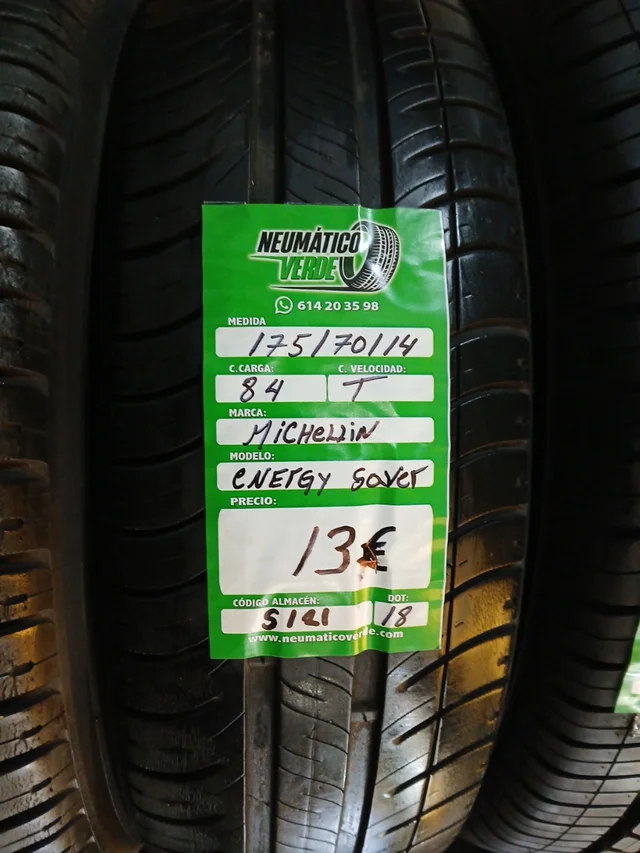 NEUMÁTICO
VERDE
614 20 35 98
MEDIDA
175/70/14
C.CARGA: C. VELOCIDAD:
84 T
MARCA:
MiCHeLLiN
MODELO:
eNerGy Saver
PRECIO:
13€
CÓDIGO ALMACÉN: DOT:
18
www.neumaticoverde.com